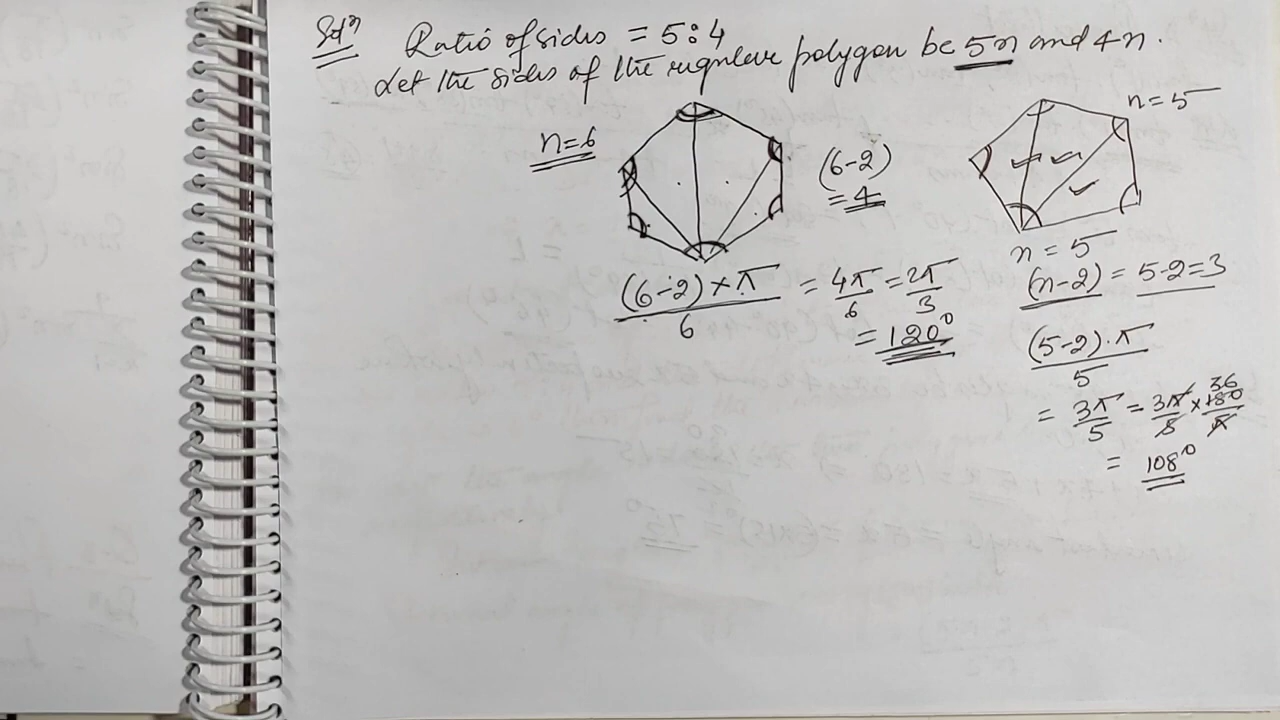 Solⁿ
Ratio of sides = 5:4
Let the sides of the regular polygon be 5n and 4n.
n=6
(6-2)
= 4
(6-2)×π/6 = 4π/6 = 2π/3
= 120°
n=5
n = 5
(n-2) = 5-2=3
(5-2).π/5
= 3π/5 = 3π/5 × 180/π 36
= 108°